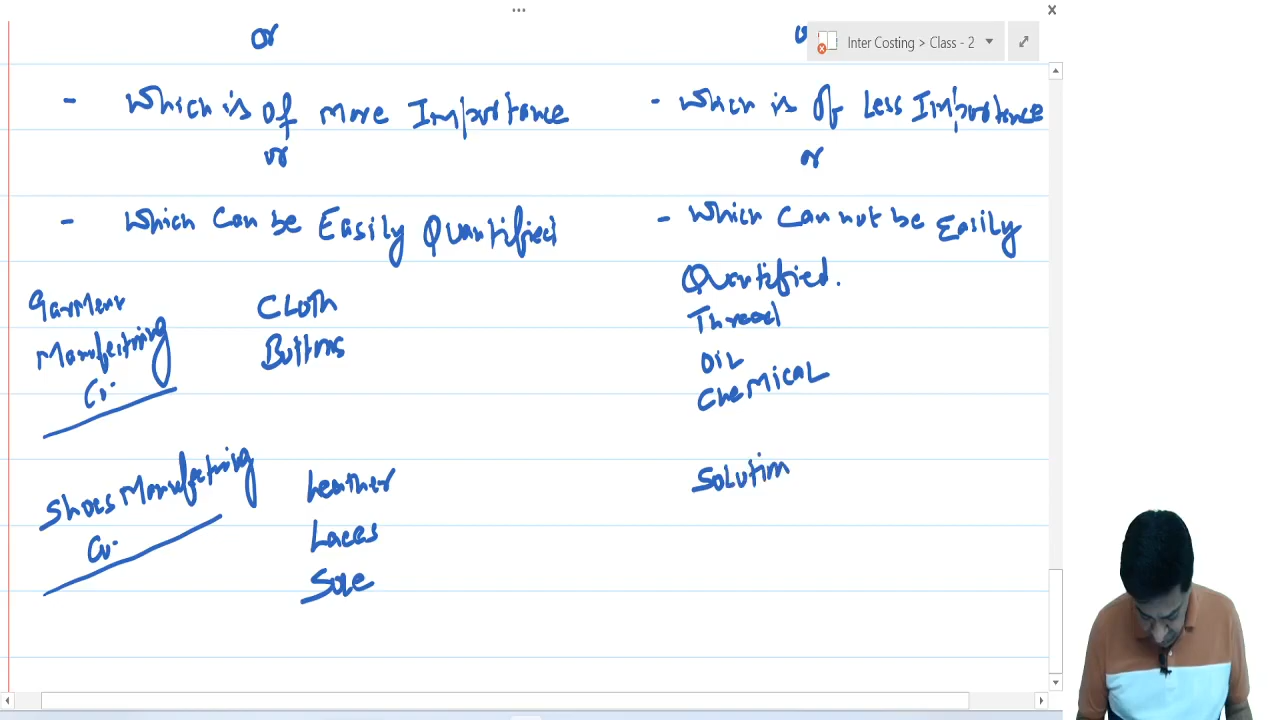 Inter Costing > Class - 2
or
- Which is of More Importance
or
- Which Can be Easily Quantified
- Which is Of Less Importance
or
- Which Can not be Easily
Quantified.
Garment
Manufectring
Co.
Cloth
Buttons
Thread
Oil
Chemical
Shoes Manufectring
Co.
Leather
Laces
Sole
Solution